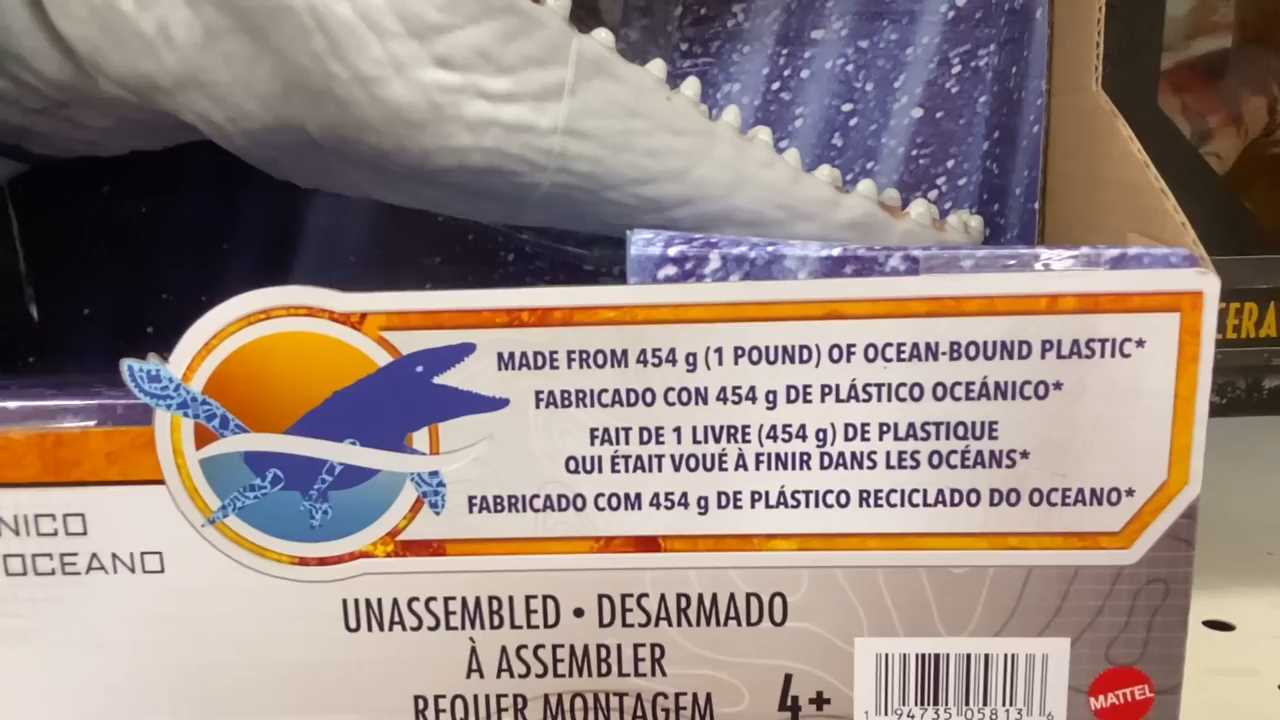 MADE FROM 454 g (1 POUND) OF OCEAN-BOUND PLASTIC*
FABRICADO CON 454 g DE PLÁSTICO OCEÁNICO*
FAIT DE 1 LIVRE (454 g) DE PLASTIQUE
QUI ÉTAIT VOUÉ À FINIR DANS LES OCÉANS*
FABRICADO COM 454 g DE PLÁSTICO RECICLADO DO OCEANO*
NICO
OCEANO
UNASSEMBLED • DESARMADO
À ASSEMBLER
REQUER MONTAGEM
4+
1 94735 05813 6
MATTEL
CERA